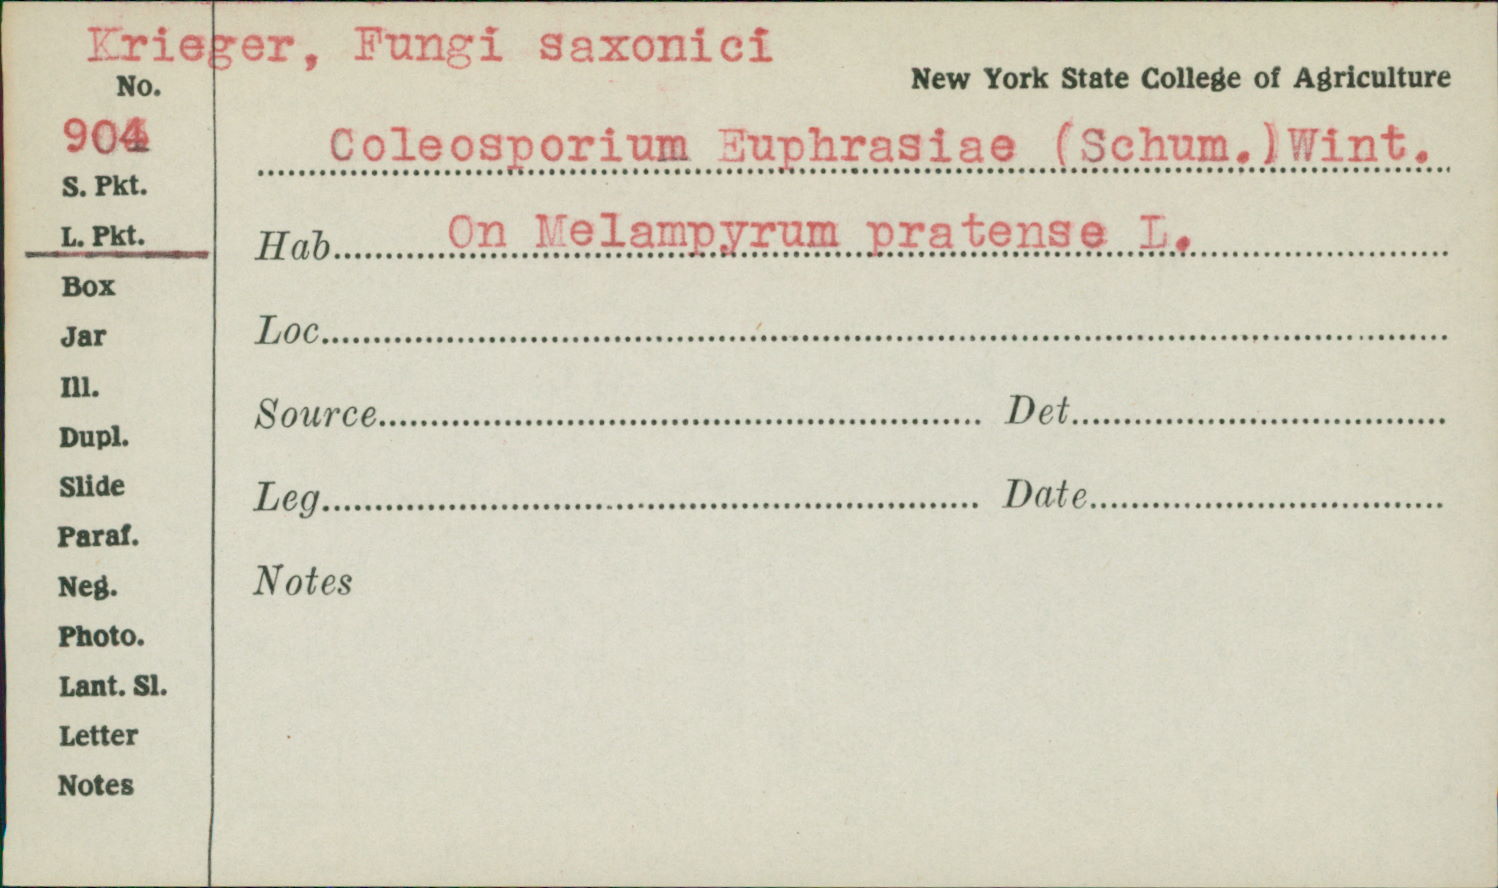 Krieger, Fungi saxonici
No.
New York State College of Agriculture
904
Coleosporium Euphrasiae (Schum.)Wint.
S. Pkt.
L. Pkt.
Hab. On Melampyrum pratense L.
Box
Loc.
Jar
Ill.
Source Det.
Dupl.
Slide
Leg. Date
Paraf.
Neg.
Notes
Photo.
Lant. Sl.
Letter
Notes